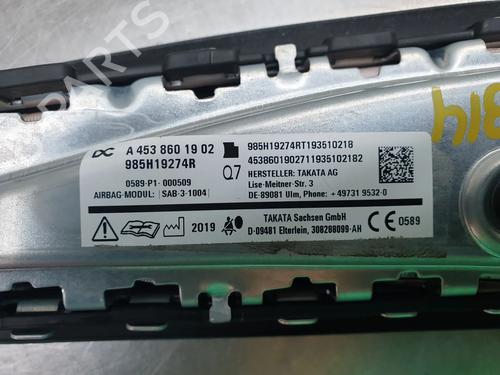 PARTS
DC A 453 860 19 02
985H19274R
0589-P1-000509
AIRBAG-MODUL: SAB-3-1004
985H19274RT193510218
4538601902711935102182
Q7 HERSTELLER: TAKATA AG
Lise-Meitner-Str. 3
DE-89081 Ulm, Phone: +49731 9532-0
2019
TAKATA Sachsen GmbH
D-09481 Elterlein, 308288099-AH
CE 0589